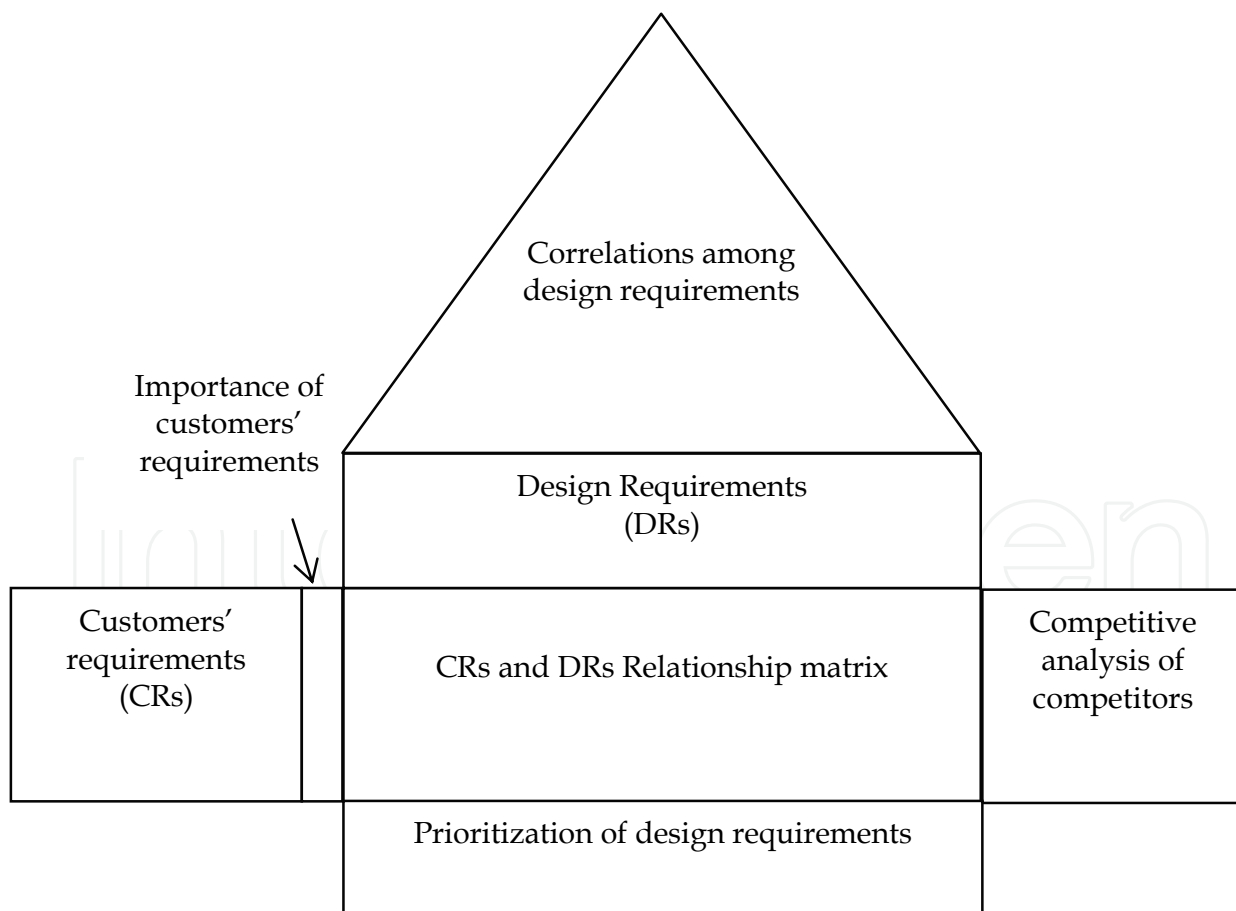 Correlations among
design requirements
Importance of
customers’
requirements
Design Requirements
(DRs)
Customers’
requirements
(CRs)
CRs and DRs Relationship matrix
Competitive
analysis of
competitors
Prioritization of design requirements